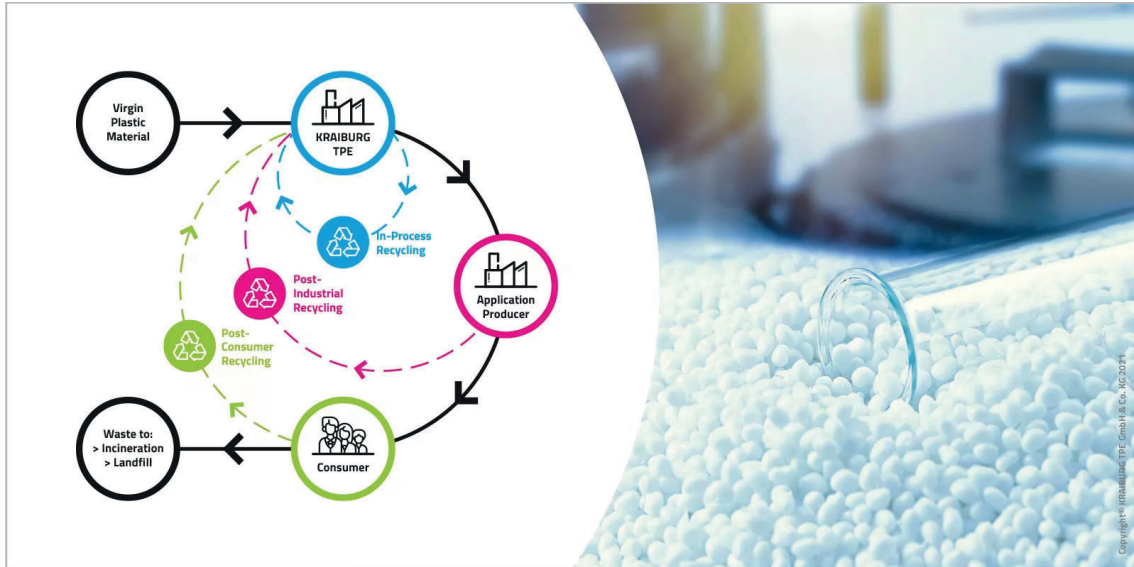 Virgin
Plastic
Material
KRAIBURG
TPE
In-Process
Recycling
Post-
Industrial
Recycling
Application
Producer
Post-
Consumer
Recycling
Waste to:
> Incineration
> Landfill
Consumer
Copyright© KRAIBURG TPE GmbH & Co. KG 2021